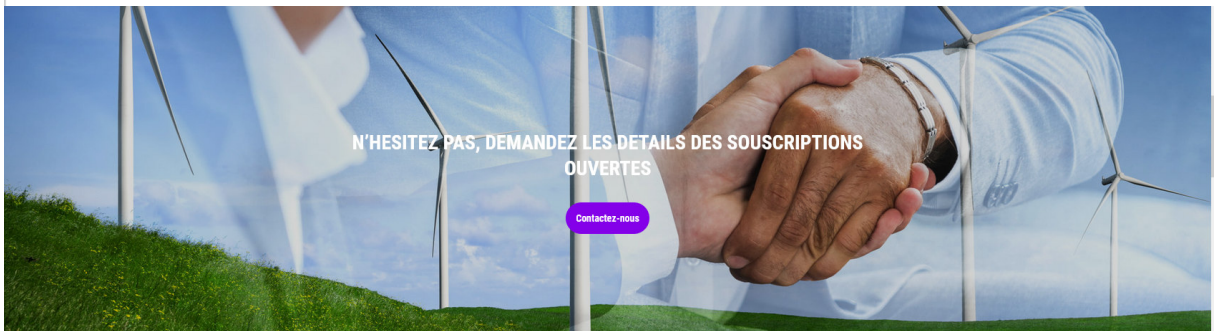 N'HESITEZ PAS, DEMANDEZ LES DETAILS DES SOUSCRIPTIONS
OUVERTES
Contactez-nous